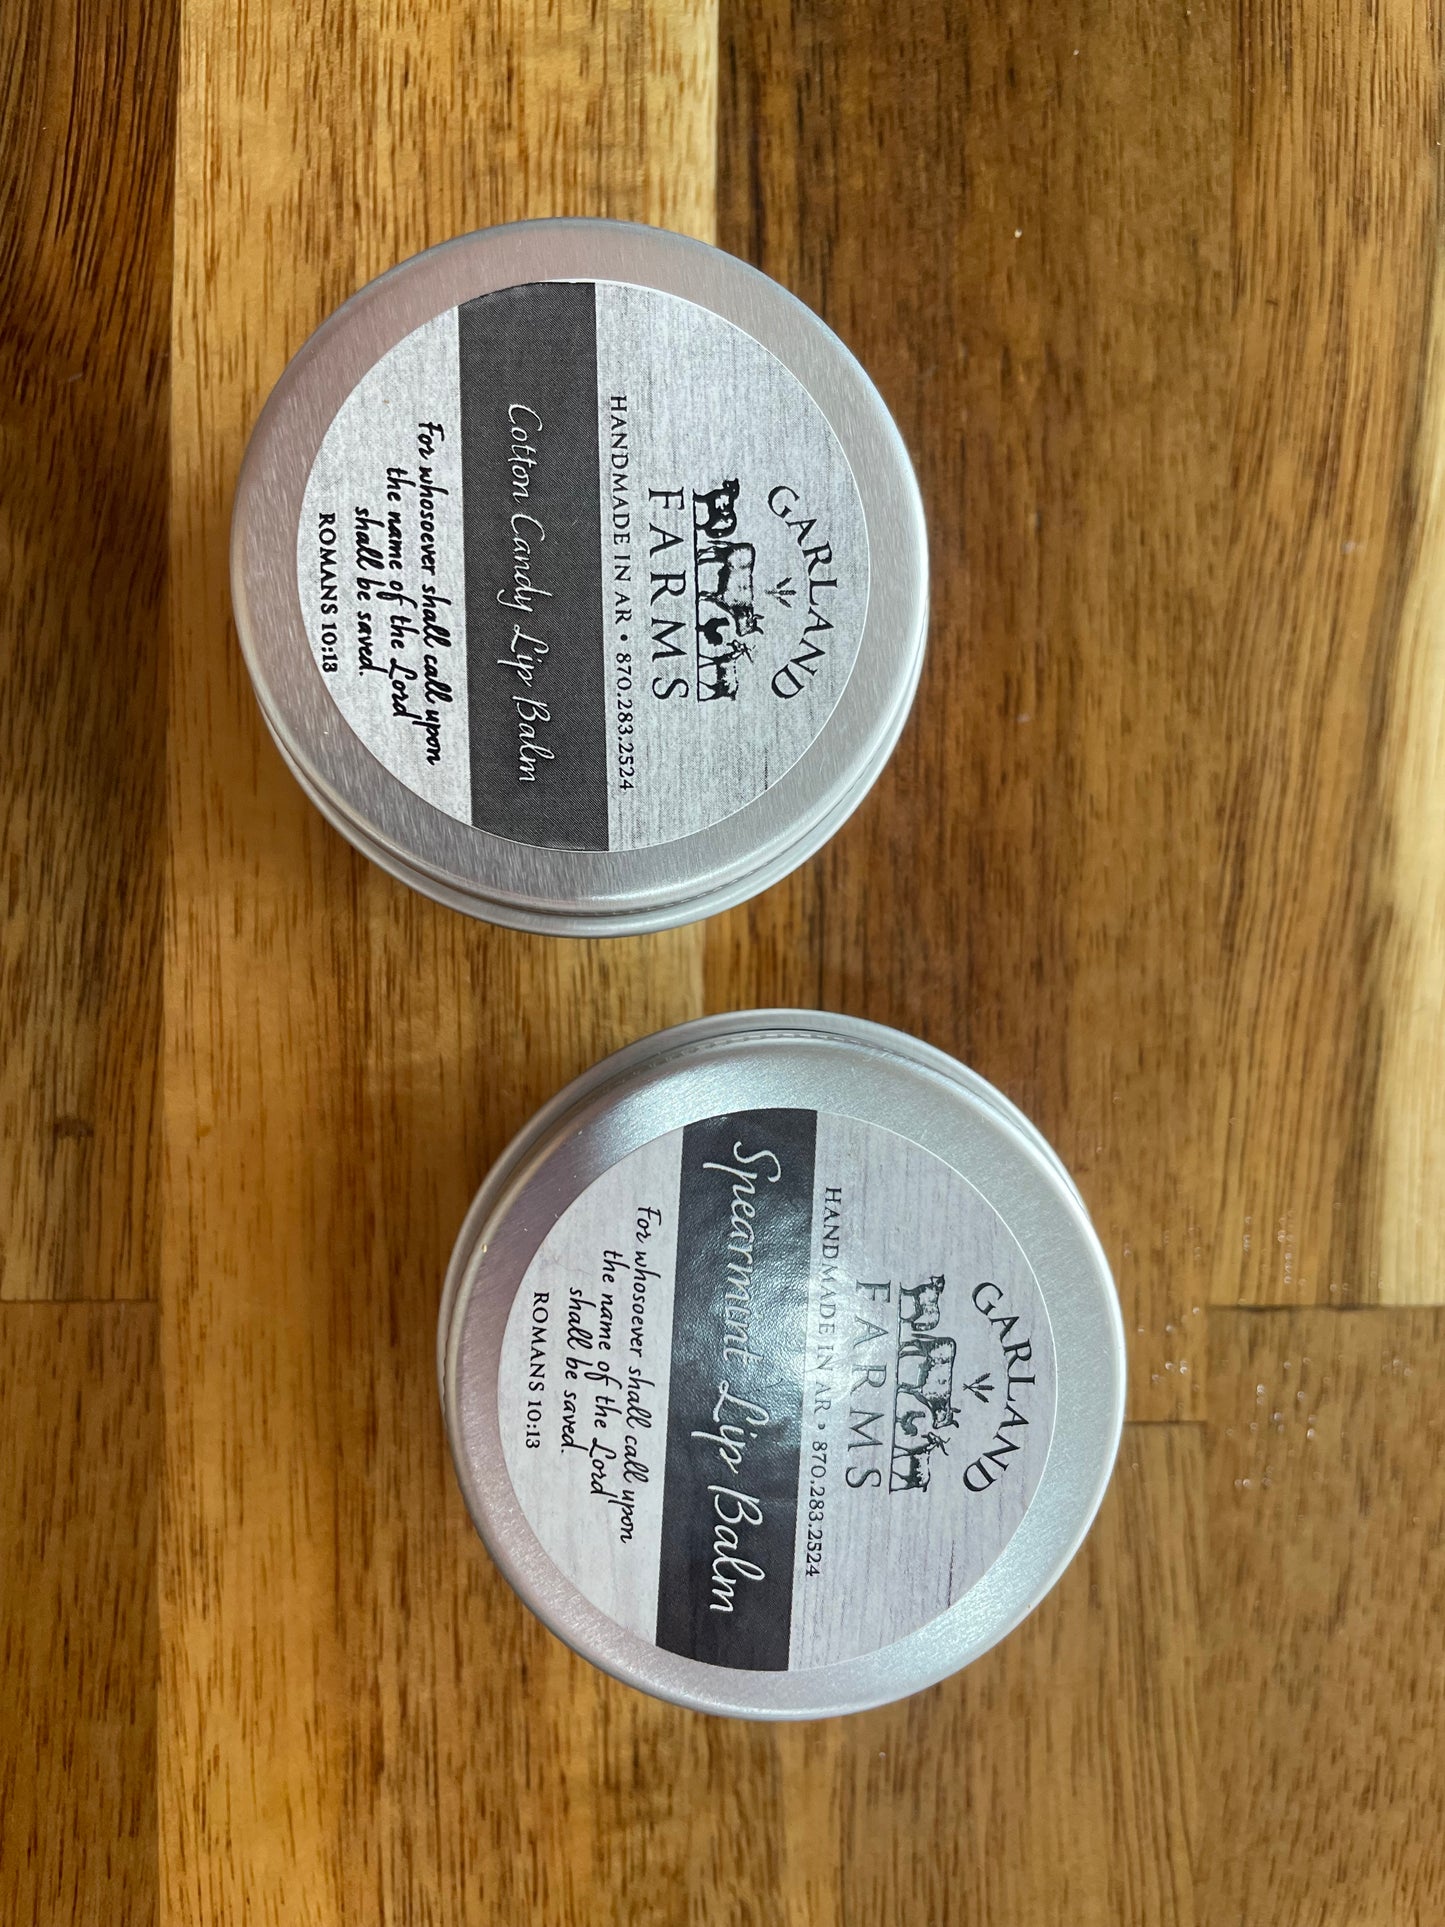 GARLAND
FARMS
HANDMADE IN AR • 870.283.2524
Cotton Candy Lip Balm
For whosoever shall call upon
the name of the Lord
shall be saved.
ROMANS 10:13
GARLAND
FARMS
HANDMADE IN AR • 870.283.2524
Spearmint Lip Balm
For whosoever shall call upon
the name of the Lord
shall be saved.
ROMANS 10:13